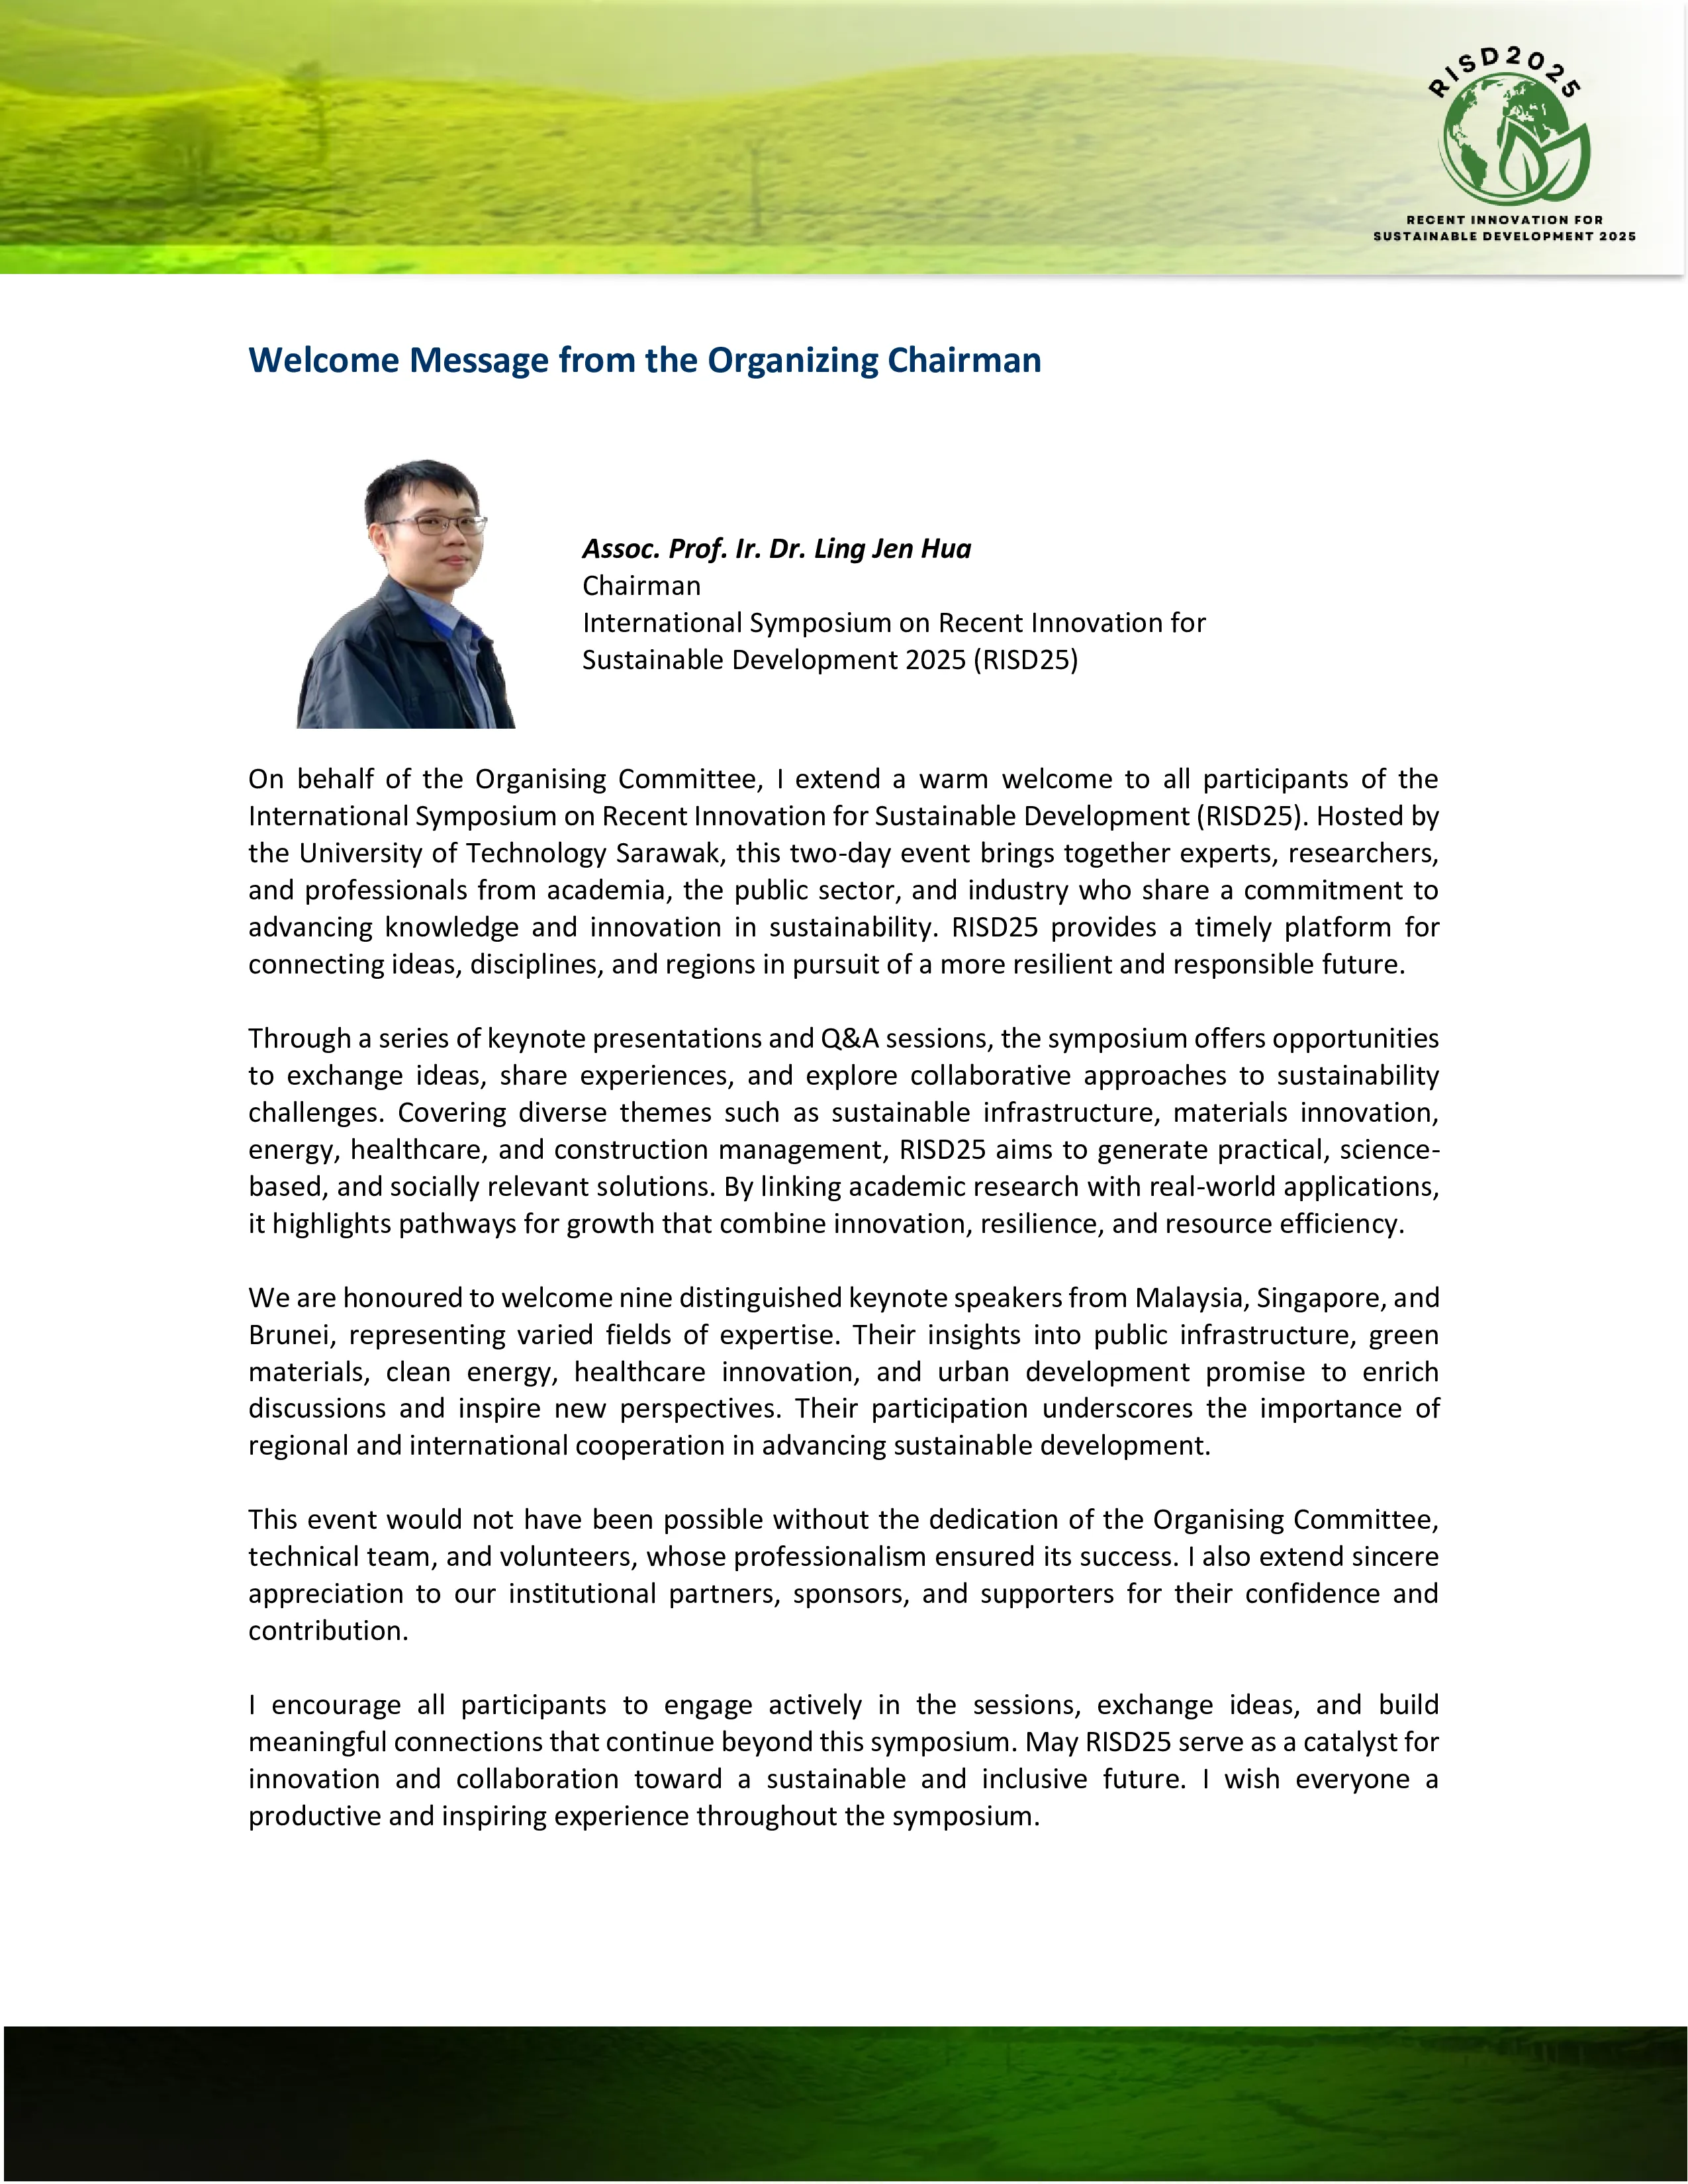 RISD2025
RECENT INNOVATION FOR
SUSTAINABLE DEVELOPMENT 2025
Welcome Message from the Organizing Chairman
Assoc. Prof. Ir. Dr. Ling Jen Hua
Chairman
International Symposium on Recent Innovation for
Sustainable Development 2025 (RISD25)
On behalf of the Organising Committee, I extend a warm welcome to all participants of the
International Symposium on Recent Innovation for Sustainable Development (RISD25). Hosted by
the University of Technology Sarawak, this two-day event brings together experts, researchers,
and professionals from academia, the public sector, and industry who share a commitment to
advancing knowledge and innovation in sustainability. RISD25 provides a timely platform for
connecting ideas, disciplines, and regions in pursuit of a more resilient and responsible future.
Through a series of keynote presentations and Q&A sessions, the symposium offers opportunities
to exchange ideas, share experiences, and explore collaborative approaches to sustainability
challenges. Covering diverse themes such as sustainable infrastructure, materials innovation,
energy, healthcare, and construction management, RISD25 aims to generate practical, science-
based, and socially relevant solutions. By linking academic research with real-world applications,
it highlights pathways for growth that combine innovation, resilience, and resource efficiency.
We are honoured to welcome nine distinguished keynote speakers from Malaysia, Singapore, and
Brunei, representing varied fields of expertise. Their insights into public infrastructure, green
materials, clean energy, healthcare innovation, and urban development promise to enrich
discussions and inspire new perspectives. Their participation underscores the importance of
regional and international cooperation in advancing sustainable development.
This event would not have been possible without the dedication of the Organising Committee,
technical team, and volunteers, whose professionalism ensured its success. I also extend sincere
appreciation to our institutional partners, sponsors, and supporters for their confidence and
contribution.
I encourage all participants to engage actively in the sessions, exchange ideas, and build
meaningful connections that continue beyond this symposium. May RISD25 serve as a catalyst for
innovation and collaboration toward a sustainable and inclusive future. I wish everyone a
productive and inspiring experience throughout the symposium.